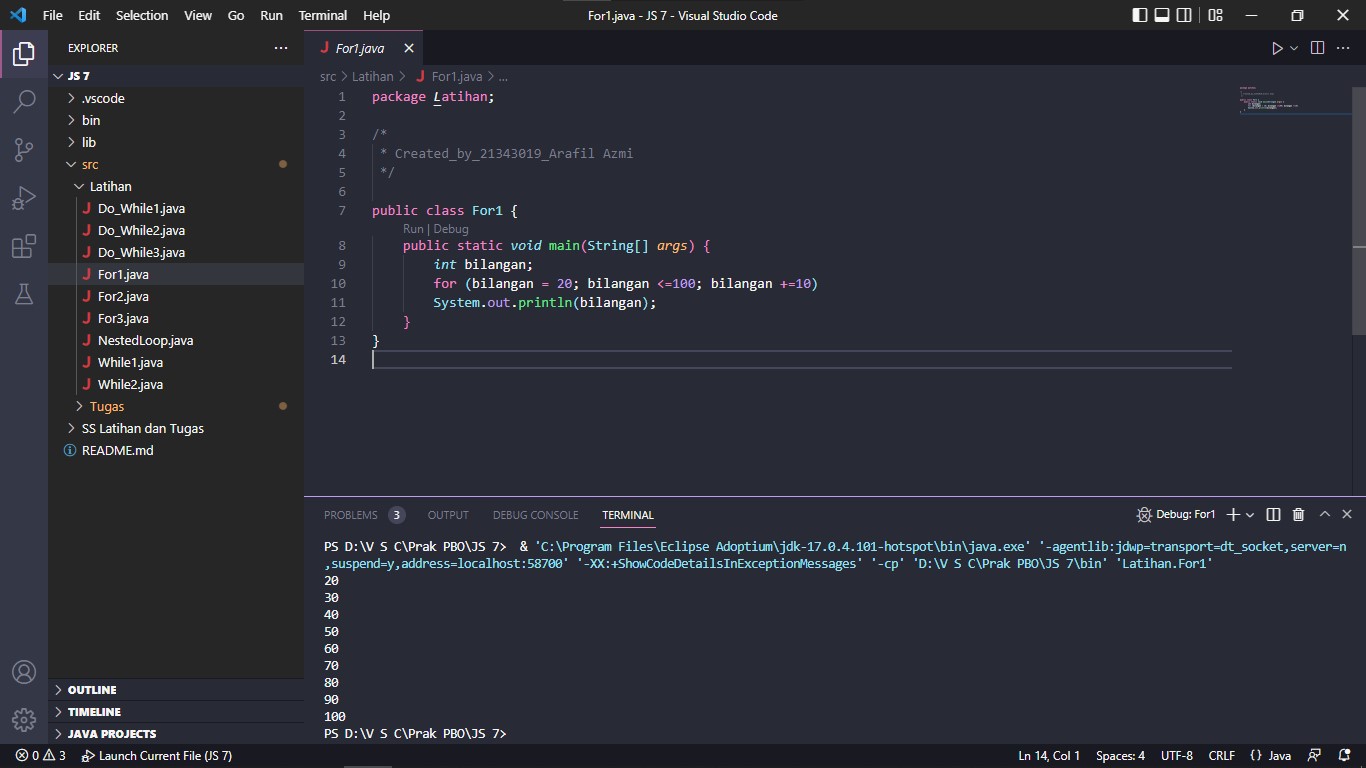 File Edit Selection View Go Run Terminal Help For1.java - JS 7 - Visual Studio Code
EXPLORER
JS 7
.vscode
bin
lib
src
Latihan
Do_While1.java
Do_While2.java
Do_While3.java
For1.java
For2.java
For3.java
NestedLoop.java
While1.java
While2.java
Tugas
SS Latihan dan Tugas
README.md
OUTLINE
TIMELINE
JAVA PROJECTS
For1.java
src > Latihan > For1.java > ...
1 package Latihan;
2
3 /*
4 * Created_by_21343019_Arafil Azmi
5 */
6
7 public class For1 {
Run | Debug
8 public static void main(String[] args) {
9 int bilangan;
10 for (bilangan = 20; bilangan <=100; bilangan +=10)
11 System.out.println(bilangan);
12 }
13 }
14
PROBLEMS 3 OUTPUT DEBUG CONSOLE TERMINAL Debug: For1
PS D:\V S C\Prak PBO\JS 7> & 'C:\Program Files\Eclipse Adoptium\jdk-17.0.4.101-hotspot\bin\java.exe' '-agentlib:jdwp=transport=dt_socket,server=n
,suspend=y,address=localhost:58700' '-XX:+ShowCodeDetailsInExceptionMessages' '-cp' 'D:\V S C\Prak PBO\JS 7\bin' 'Latihan.For1'
20
30
40
50
60
70
80
90
100
PS D:\V S C\Prak PBO\JS 7>
0 3 Launch Current File (JS 7) Ln 14, Col 1 Spaces: 4 UTF-8 CRLF {} Java